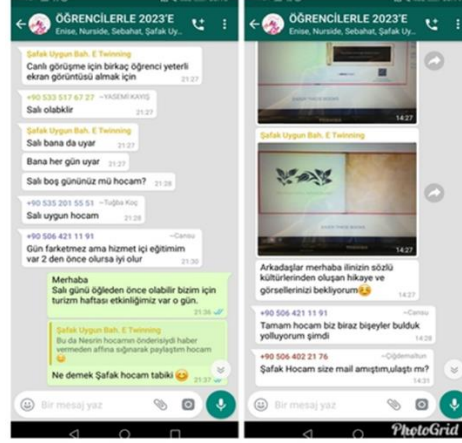 ÖĞRENCİLERLE 2023'E
Enise, Nurside, Sebahat, Şafak Uy...
Şafak Uygun Bah. E Twinning
Canlı görüşme için birkaç öğrenci yeterli
ekran görüntüsü almak için
21:27
+90 533 517 67 27 ~YASEMİ KAYIŞ
Salı olabklir
21:27
Şafak Uygun Bah. E Twinning
Salı bana da uyar
21:27
Bana her gün uyar
21:27
Salı boş gününüz mü hocam?
21:28
+90 535 201 55 51 ~Tuğba Koç
Salı uygun hocam
21:28
+90 506 421 11 91 ~Cansu
Gün farketmez ama hizmet içi eğitimim
var 2 den önce olursa iyi olur
21:30
Merhaba
Salı günü öğleden önce olabilir bizim için
turizm haftası etkinliğimiz var o gün.
21:36
Şafak Uygun Bah. E Twinning
Bu da Nesrin hocamın önderisiydi haber
vermeden affına sığınarak paylaştım hocam
Ne demek Şafak hocam tabiki
21:37
Bir mesaj yaz
ÖĞRENCİLERLE 2023'E
Enise, Nurside, Sebahat, Şafak Uy...
14:27
Şafak Uygun Bah. E Twinning
14:27
Arkadaşlar merhaba ilinizin sözlü
kültürlerinden oluşan hikaye ve
görsellerinizi bekliyorum
14:27
+90 506 421 11 91 ~Cansu
Tamam hocam biz biraz bişeyler bulduk
yolluyorum şimdi
14:28
+90 506 402 21 76 ~Çiğdemaltun
Şafak Hocam size mail amıştım,ulaştı mı?
14:31
Bir mesaj yaz
PhotoGrid